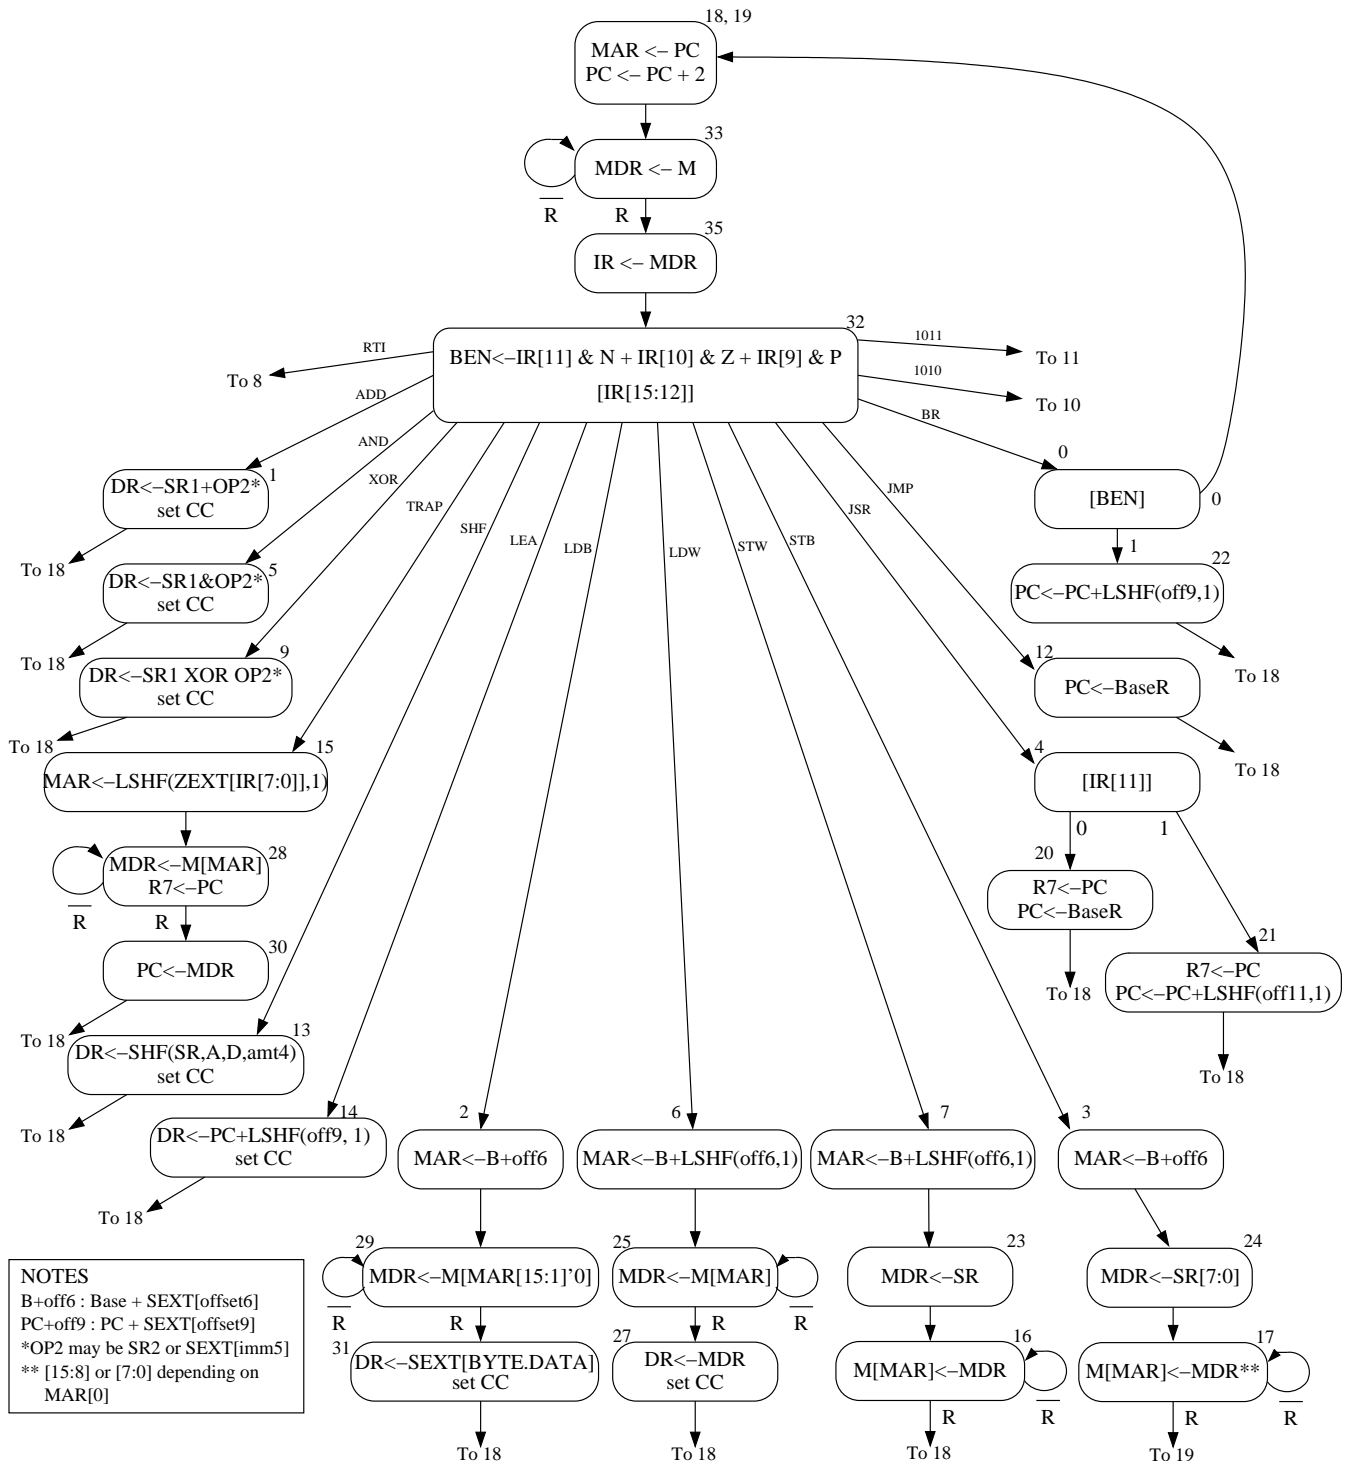 18, 19
MAR <– PC
PC <– PC + 2
33
MDR <– M
R
R
35
IR <– MDR
32
BEN<–IR[11] & N + IR[10] & Z + IR[9] & P
[IR[15:12]]
RTI
To 8
1011
To 11
1010
To 10
ADD
AND
XOR
TRAP
SHF
LEA
LDB
LDW
STW
STB
JSR
JMP
BR
0
[BEN]
0
1
1
DR<–SR1+OP2*
set CC
To 18
5
DR<–SR1&OP2*
set CC
To 18
22
PC<–PC+LSHF(off9,1)
To 18
9
DR<–SR1 XOR OP2*
set CC
To 18
12
PC<–BaseR
To 18
15
MAR<–LSHF(ZEXT[IR[7:0]],1)
4
[IR[11]]
0
1
28
MDR<–M[MAR]
R7<–PC
R
R
20
R7<–PC
PC<–BaseR
To 18
30
PC<–MDR
To 18
21
R7<–PC
PC<–PC+LSHF(off11,1)
To 18
13
DR<–SHF(SR,A,D,amt4)
set CC
To 18
14
DR<–PC+LSHF(off9, 1)
set CC
To 18
2
MAR<–B+off6
6
MAR<–B+LSHF(off6,1)
7
MAR<–B+LSHF(off6,1)
3
MAR<–B+off6
29
MDR<–M[MAR[15:1]’0]
R
R
25
MDR<–M[MAR]
R
R
23
MDR<–SR
24
MDR<–SR[7:0]
31
DR<–SEXT[BYTE.DATA]
set CC
To 18
27
DR<–MDR
set CC
To 18
16
M[MAR]<–MDR
R
R
To 18
17
M[MAR]<–MDR**
R
R
To 19
NOTES
B+off6 : Base + SEXT[offset6]
PC+off9 : PC + SEXT[offset9]
*OP2 may be SR2 or SEXT[imm5]
** [15:8] or [7:0] depending on
MAR[0]